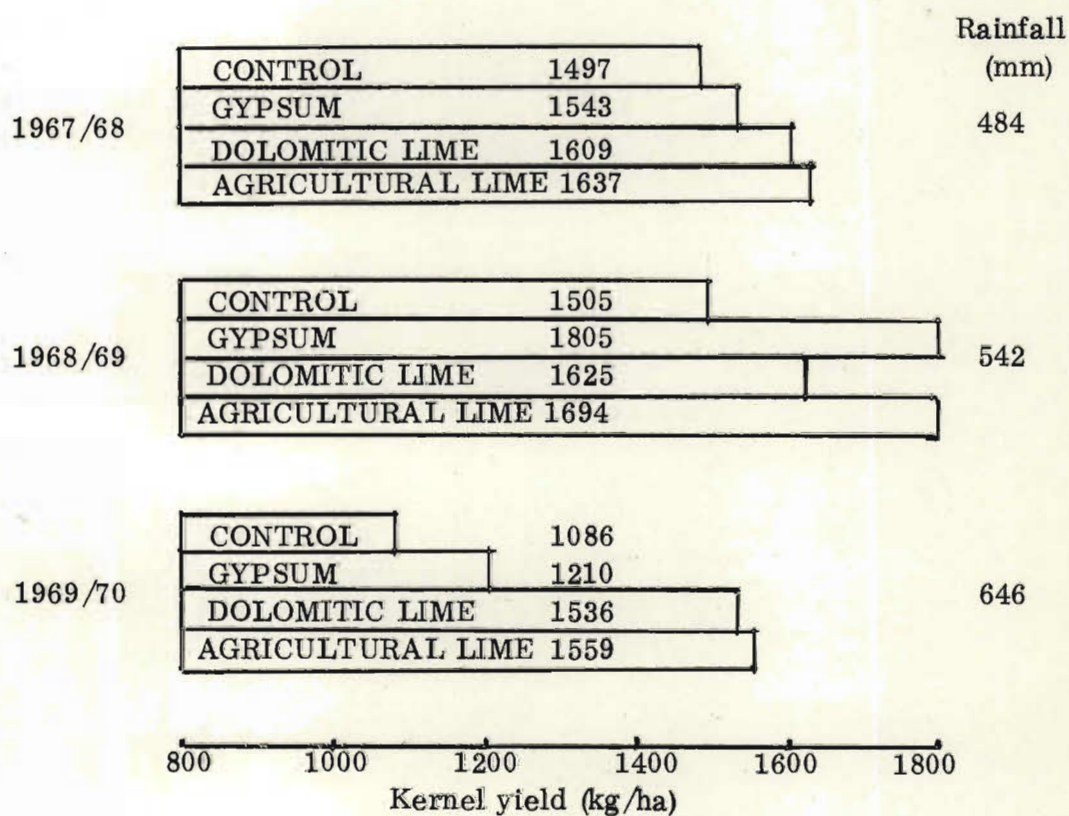 Rainfall
(mm)
CONTROL 1497
GYPSUM 1543
1967/68
484
DOLOMITIC LIME 1609
AGRICULTURAL LIME 1637
CONTROL 1505
GYPSUM 1805
1968/69
542
DOLOMITIC LIME 1625
AGRICULTURAL LIME 1694
CONTROL 1086
GYPSUM 1210
1969/70
646
DOLOMITIC LIME 1536
AGRICULTURAL LIME 1559
800 1000 1200 1400 1600 1800
Kernel yield (kg/ha)